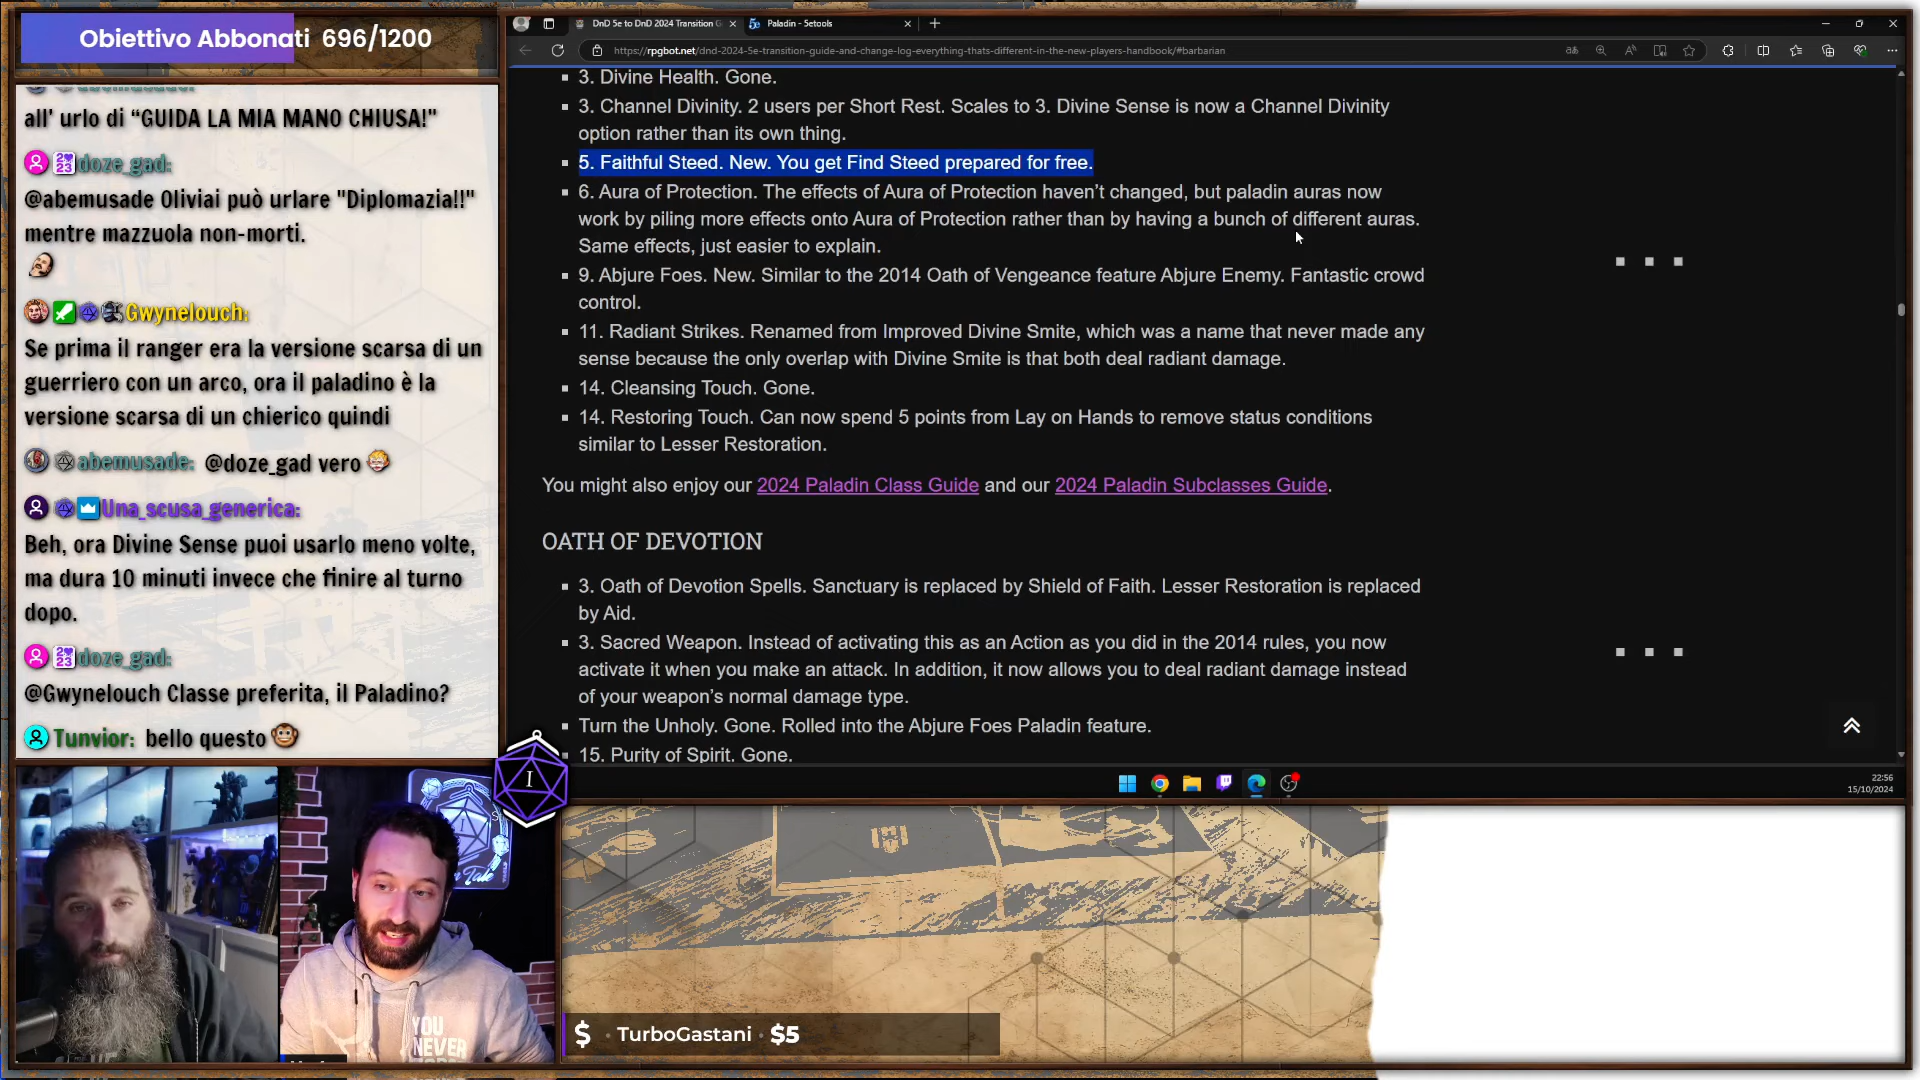 Obiettivo Abbonati 696/1200
all' urlo di “GUIDA LA MIA MANO CHIUSA!"
doze_gad:
@abemusade Oliviai può urlare "Diplomazia!!"
mentre mazzuola non-morti.
Gwynelouch:
Se prima il ranger era la versione scarsa di un
guerriero con un arco, ora il paladino è la
versione scarsa di un chierico quindi
abemusade: @doze_gad vero
Una_scusa_generica:
Beh, ora Divine Sense puoi usarlo meno volte,
ma dura 10 minuti invece che finire al turno
dopo.
doze_gad:
@Gwynelouch Classe preferita, il Paladino?
Tunvior: bello questo
DnD 5e to DnD 2024 Transition G
Paladin - 5etools
https://rpgbot.net/dnd-2024-5e-transition-guide-and-change-log-everything-thats-different-in-the-new-players-handbook/#barbarian
3. Divine Health. Gone.
3. Channel Divinity. 2 users per Short Rest. Scales to 3. Divine Sense is now a Channel Divinity
option rather than its own thing.
5. Faithful Steed. New. You get Find Steed prepared for free.
6. Aura of Protection. The effects of Aura of Protection haven’t changed, but paladin auras now
work by piling more effects onto Aura of Protection rather than by having a bunch of different auras.
Same effects, just easier to explain.
9. Abjure Foes. New. Similar to the 2014 Oath of Vengeance feature Abjure Enemy. Fantastic crowd
control.
11. Radiant Strikes. Renamed from Improved Divine Smite, which was a name that never made any
sense because the only overlap with Divine Smite is that both deal radiant damage.
14. Cleansing Touch. Gone.
14. Restoring Touch. Can now spend 5 points from Lay on Hands to remove status conditions
similar to Lesser Restoration.
You might also enjoy our 2024 Paladin Class Guide and our 2024 Paladin Subclasses Guide.
OATH OF DEVOTION
3. Oath of Devotion Spells. Sanctuary is replaced by Shield of Faith. Lesser Restoration is replaced
by Aid.
3. Sacred Weapon. Instead of activating this as an Action as you did in the 2014 rules, you now
activate it when you make an attack. In addition, it now allows you to deal radiant damage instead
of your weapon’s normal damage type.
Turn the Unholy. Gone. Rolled into the Abjure Foes Paladin feature.
15. Purity of Spirit. Gone.
22:56
15/10/2024
I
YOU
NEVER
$ · TurboGastani · $5